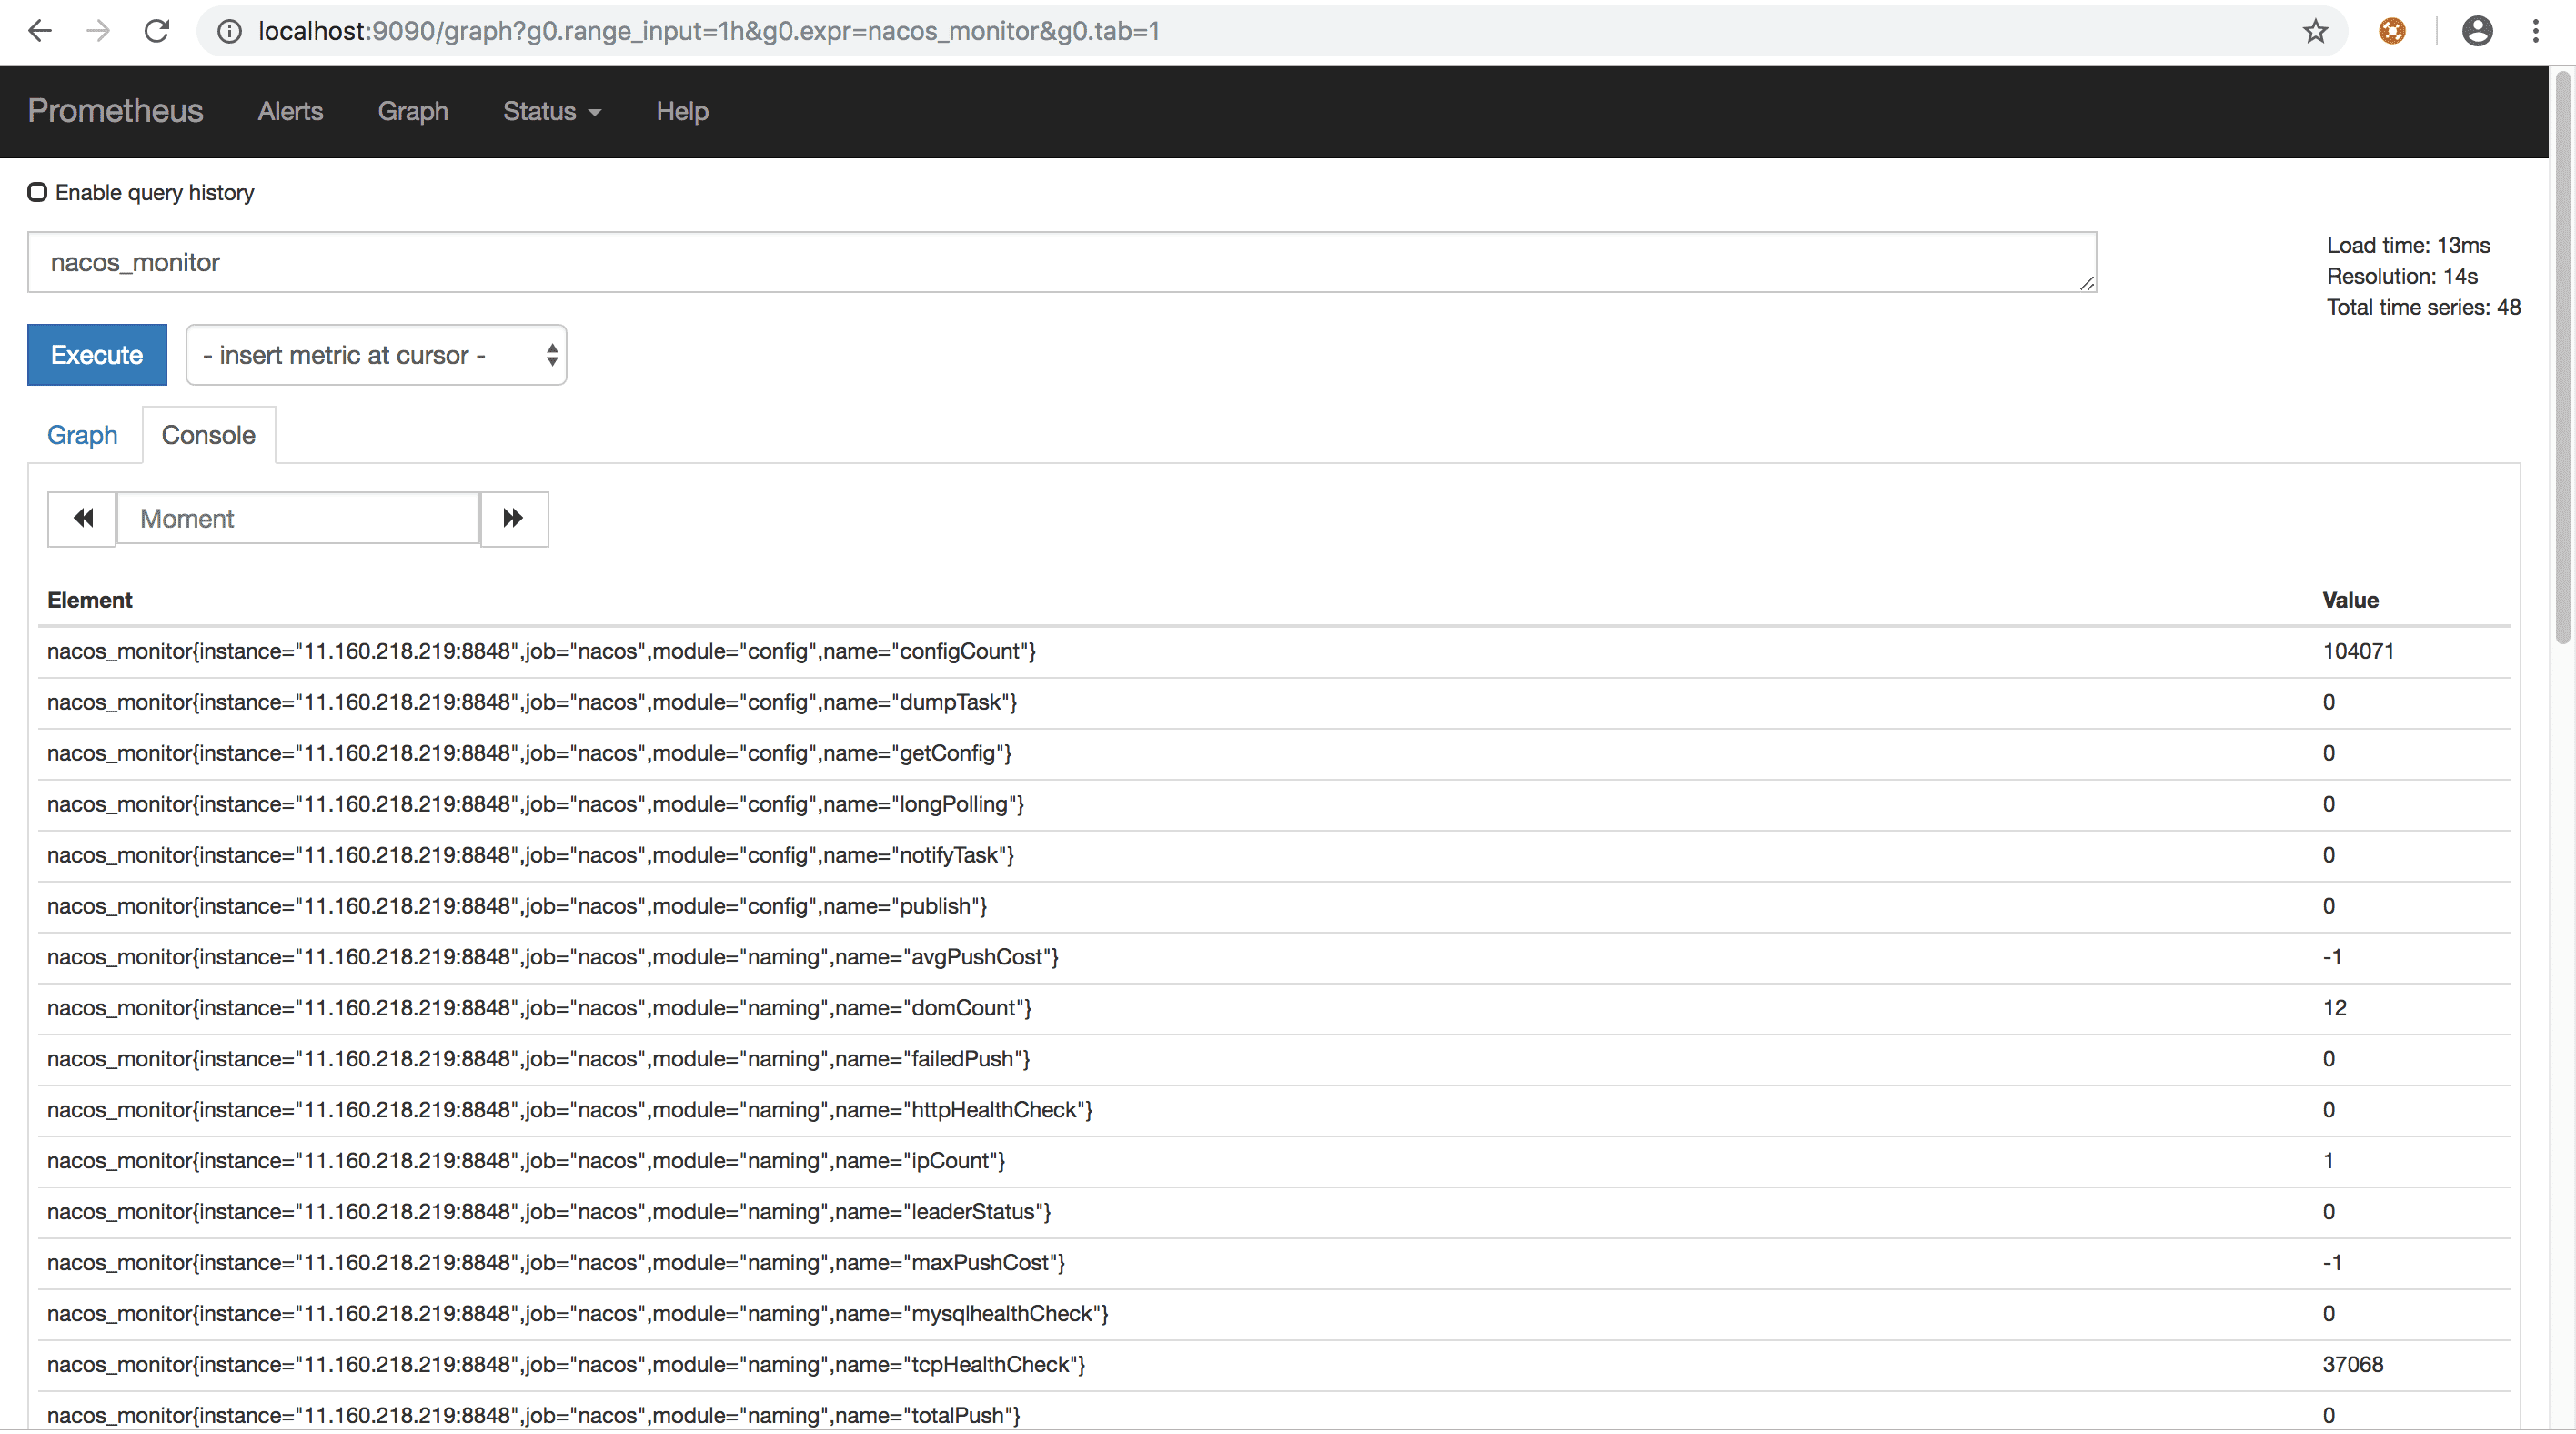 localhost:9090/graph?g0.range_input=1h&g0.expr=nacos_monitor&g0.tab=1
Prometheus Alerts Graph Status Help
Enable query history
nacos_monitor
Load time: 13ms
Resolution: 14s
Total time series: 48
Execute - insert metric at cursor -
Graph Console
Moment
Element Value
nacos_monitor{instance="11.160.218.219:8848",job="nacos",module="config",name="configCount"} 104071
nacos_monitor{instance="11.160.218.219:8848",job="nacos",module="config",name="dumpTask"} 0
nacos_monitor{instance="11.160.218.219:8848",job="nacos",module="config",name="getConfig"} 0
nacos_monitor{instance="11.160.218.219:8848",job="nacos",module="config",name="longPolling"} 0
nacos_monitor{instance="11.160.218.219:8848",job="nacos",module="config",name="notifyTask"} 0
nacos_monitor{instance="11.160.218.219:8848",job="nacos",module="config",name="publish"} 0
nacos_monitor{instance="11.160.218.219:8848",job="nacos",module="naming",name="avgPushCost"} -1
nacos_monitor{instance="11.160.218.219:8848",job="nacos",module="naming",name="domCount"} 12
nacos_monitor{instance="11.160.218.219:8848",job="nacos",module="naming",name="failedPush"} 0
nacos_monitor{instance="11.160.218.219:8848",job="nacos",module="naming",name="httpHealthCheck"} 0
nacos_monitor{instance="11.160.218.219:8848",job="nacos",module="naming",name="ipCount"} 1
nacos_monitor{instance="11.160.218.219:8848",job="nacos",module="naming",name="leaderStatus"} 0
nacos_monitor{instance="11.160.218.219:8848",job="nacos",module="naming",name="maxPushCost"} -1
nacos_monitor{instance="11.160.218.219:8848",job="nacos",module="naming",name="mysqlhealthCheck"} 0
nacos_monitor{instance="11.160.218.219:8848",job="nacos",module="naming",name="tcpHealthCheck"} 37068
nacos_monitor{instance="11.160.218.219:8848",job="nacos",module="naming",name="totalPush"} 0